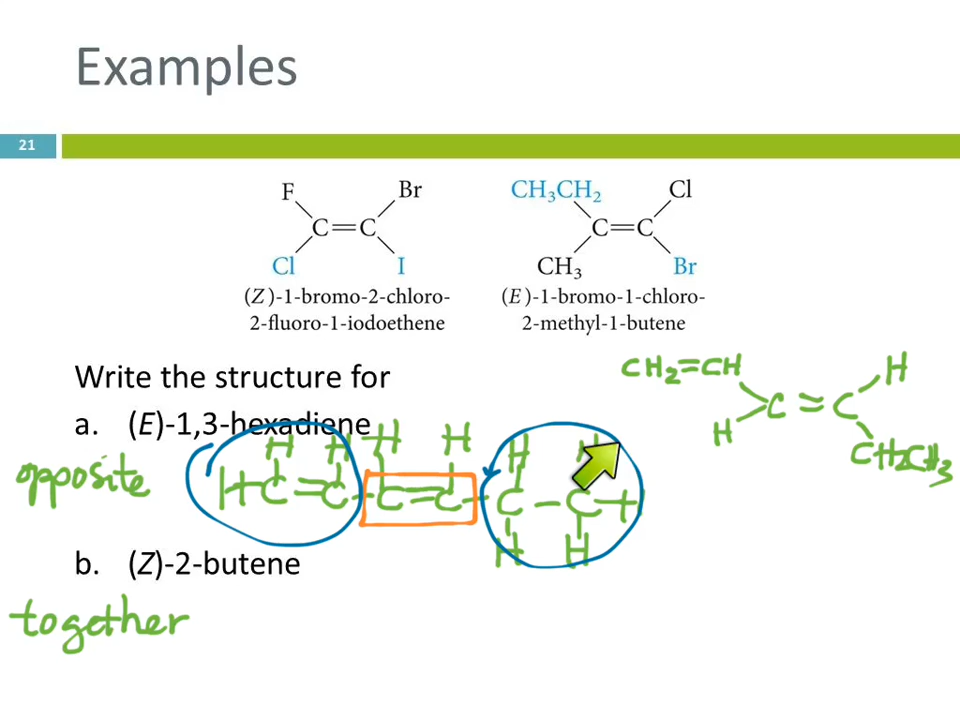 Examples
21
F Br
C=C
Cl I
(Z)-1-bromo-2-chloro-
2-fluoro-1-iodoethene
CH₃CH₂ Cl
C=C
CH₃ Br
(E)-1-bromo-1-chloro-
2-methyl-1-butene
Write the structure for
a. (E)-1,3-hexadiene
opposite
H H H H H H
H C=C-C=C-C-C H
H H
b. (Z)-2-butene
together
CH₂=CH H
C=C
H CH2CH3